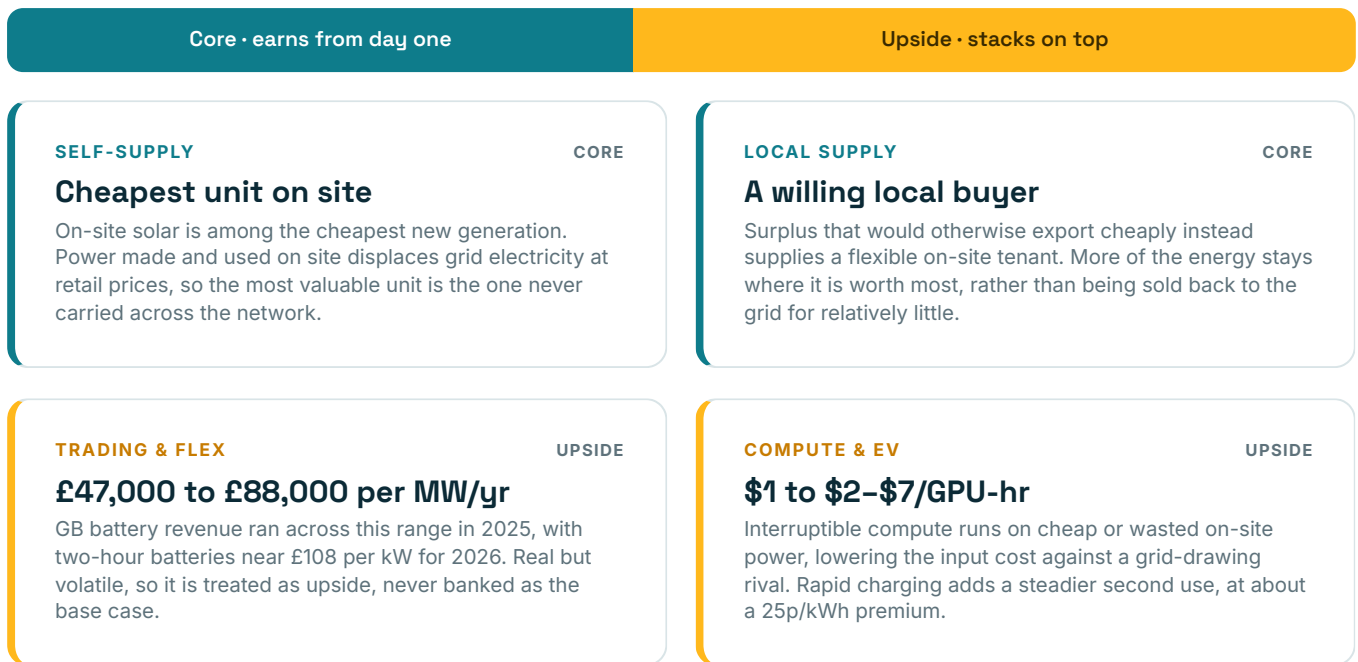 Core · earns from day one
Upside · stacks on top
SELF-SUPPLY
CORE
Cheapest unit on site
On-site solar is among the cheapest new generation.
Power made and used on site displaces grid electricity at
retail prices, so the most valuable unit is the one never
carried across the network.
LOCAL SUPPLY
CORE
A willing local buyer
Surplus that would otherwise export cheaply instead
supplies a flexible on-site tenant. More of the energy stays
where it is worth most, rather than being sold back to the
grid for relatively little.
TRADING & FLEX
UPSIDE
£47,000 to £88,000 per MW/yr
GB battery revenue ran across this range in 2025, with
two-hour batteries near £108 per kW for 2026. Real but
volatile, so it is treated as upside, never banked as the
base case.
COMPUTE & EV
UPSIDE
$1 to $2–$7/GPU-hr
Interruptible compute runs on cheap or wasted on-site
power, lowering the input cost against a grid-drawing
rival. Rapid charging adds a steadier second use, at about
a 25p/kWh premium.